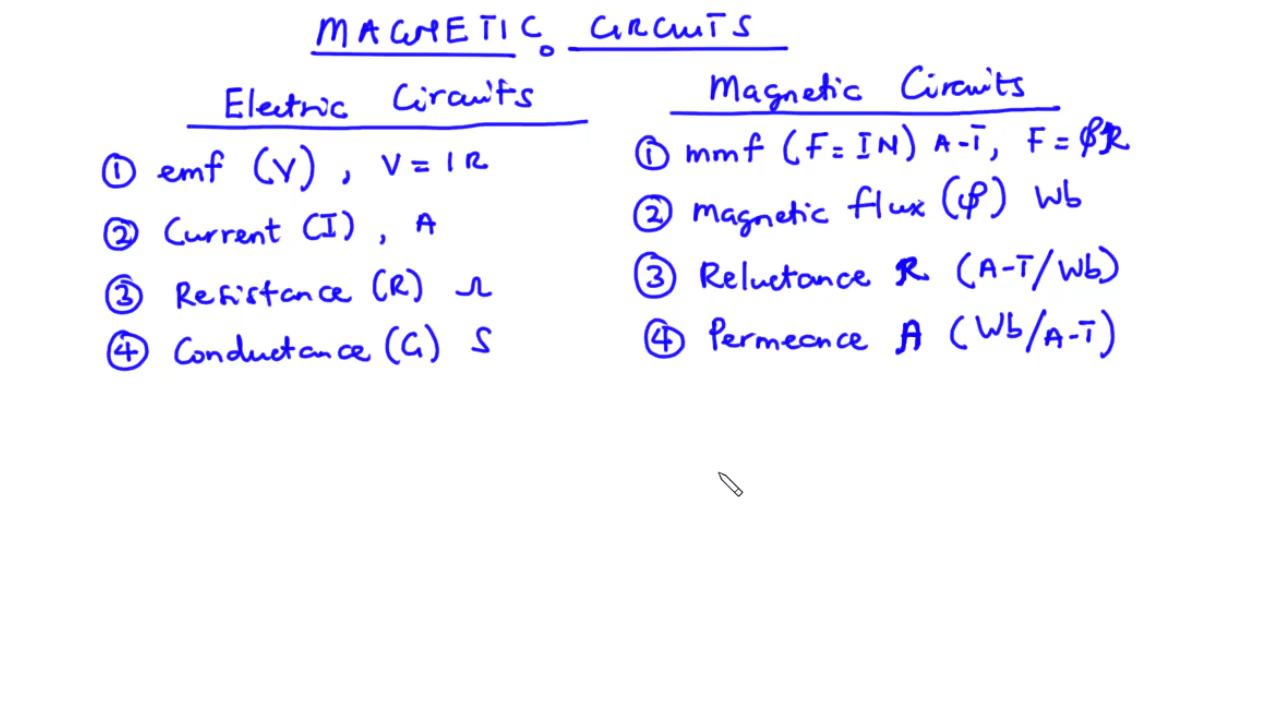 MAGNETIC CIRCUITS
Electric Circuits
① emf (V), V = IR
② Current (I), A
③ Resistance (R) Ω
④ Conductance (G) S
Magnetic Circuits
① mmf (F = IN) A-T, F = φR
② magnetic flux (φ) Wb
③ Reluctance R (A-T/Wb)
④ Permeance (Wb/A-T)